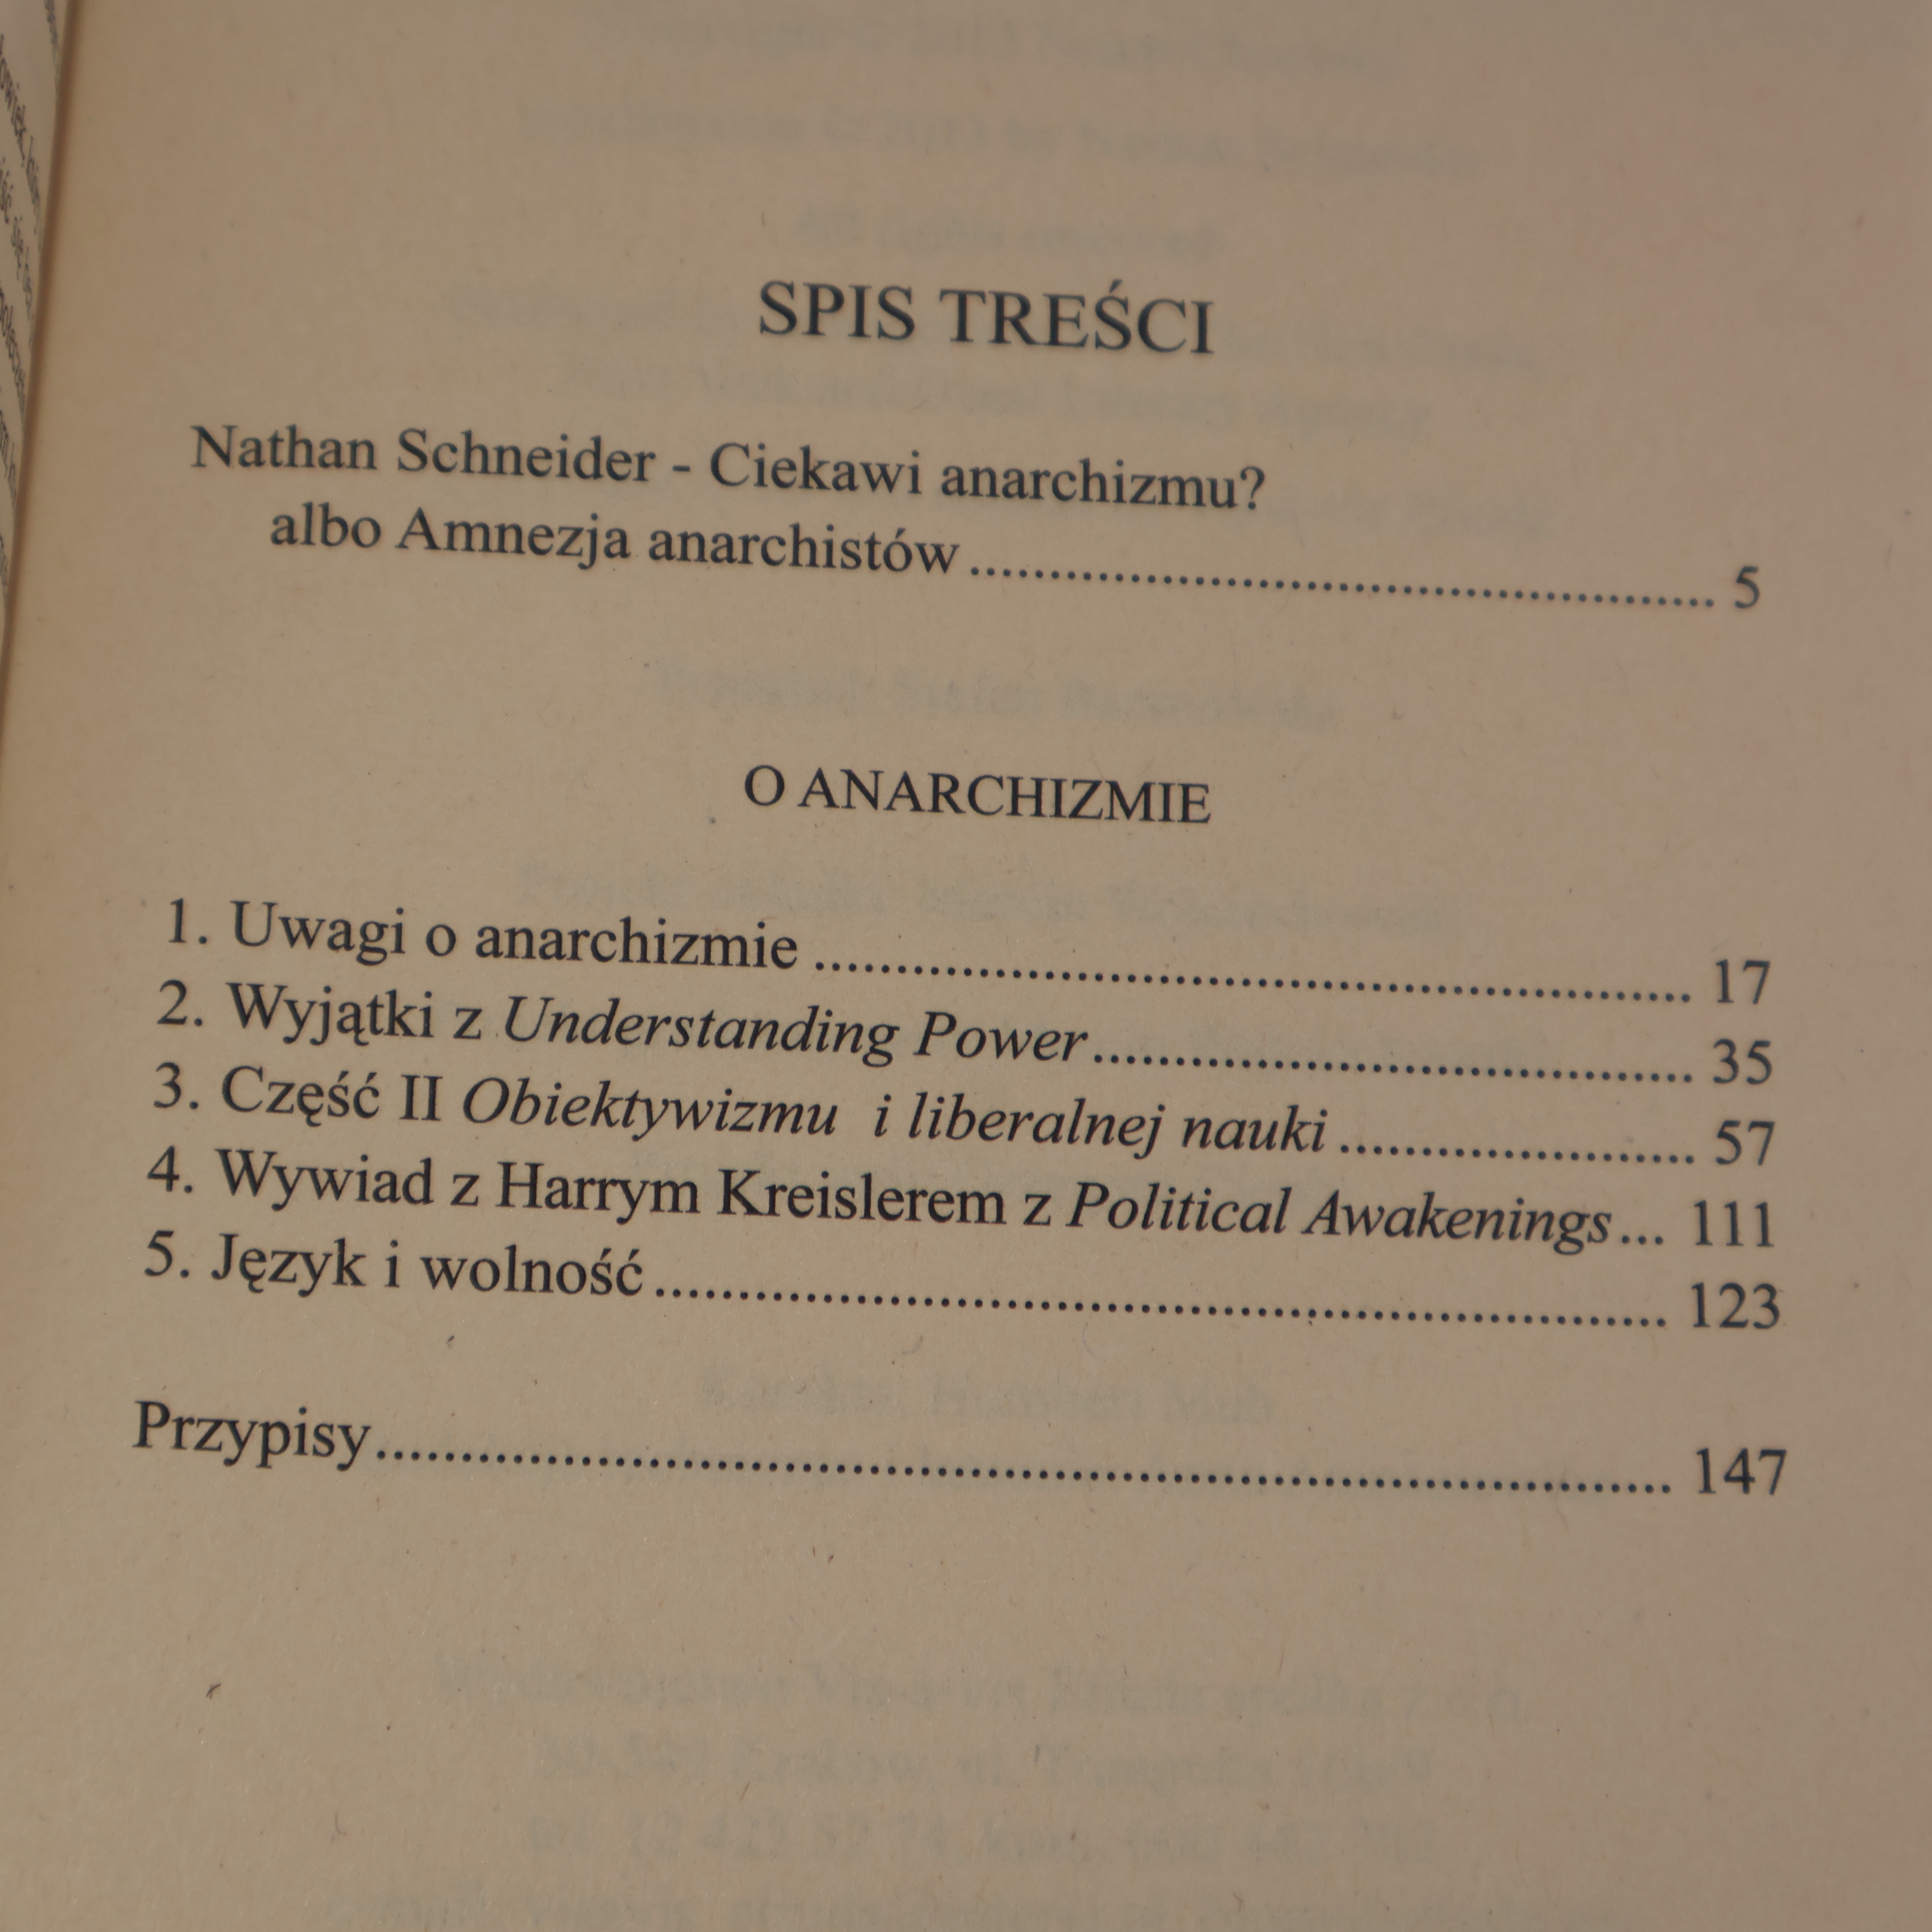 SPIS TREŚCI
Nathan Schneider - Ciekawi anarchizmu?
albo Amnezja anarchistów ........................................................ 5
O ANARCHIZMIE
1. Uwagi o anarchizmie .................................................................. 17
2. Wyjątki z Understanding Power............................................. 35
3. Część II Obiektywizmu i liberalnej nauki ........................... 57
4. Wywiad z Harrym Kreislerem z Political Awakenings... 111
5. Język i wolność............................................................................ 123
Przypisy.................................................................................................. 147